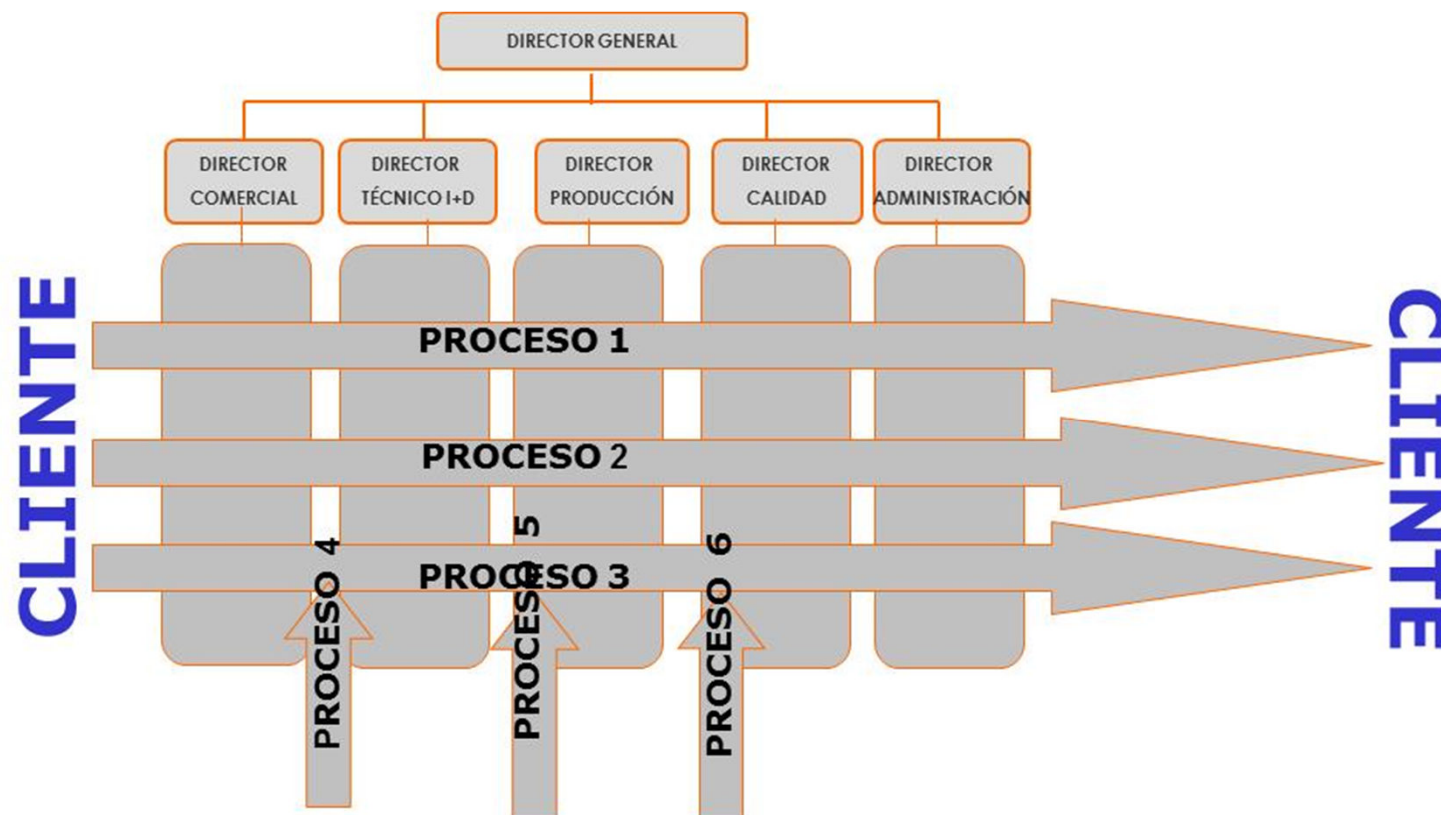 DIRECTOR GENERAL
DIRECTOR
COMERCIAL
DIRECTOR
TÉCNICO I+D
DIRECTOR
PRODUCCIÓN
DIRECTOR
CALIDAD
DIRECTOR
ADMINISTRACIÓN
CLIENTE
PROCESO 1
PROCESO 2
PROCESO 3
PROCESO 4
PROCESO 5
PROCESO 6
CLIENTE